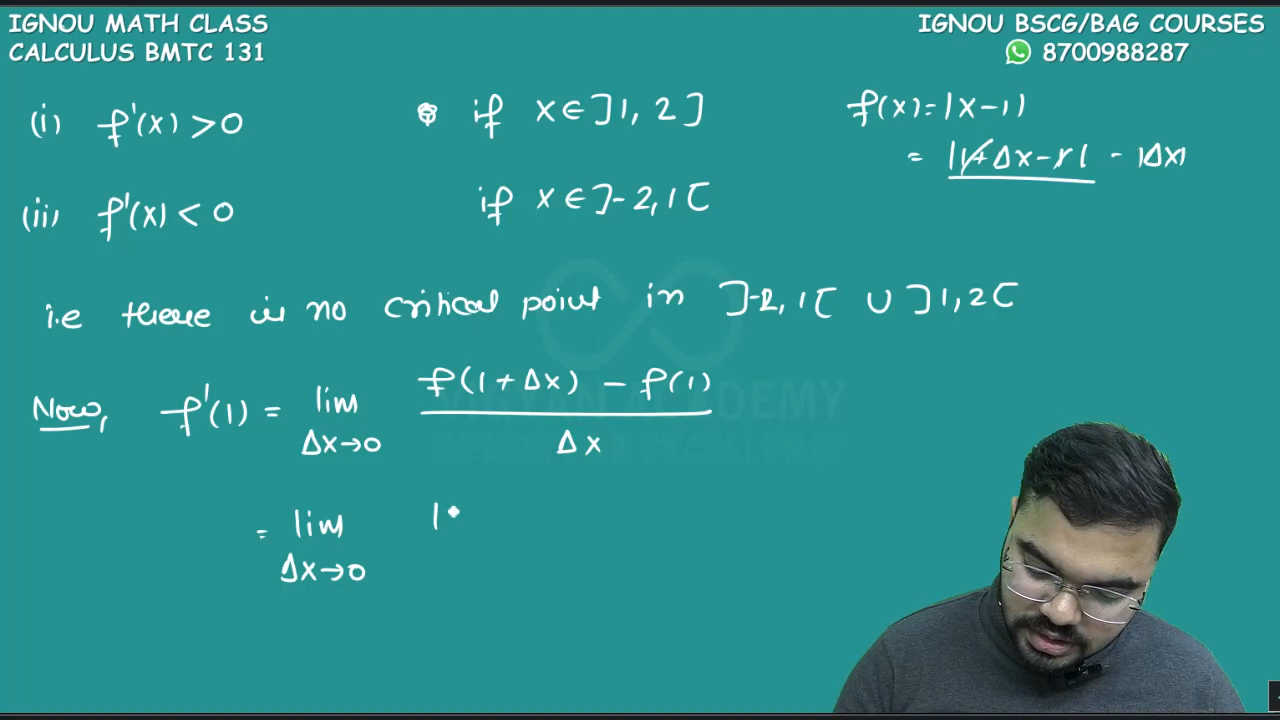 IGNOU MATH CLASS
CALCULUS BMTC 131
IGNOU BSCG/BAG COURSES
8700988287
(i) f'(x) > 0 if x ∈ ]1, 2]
(ii) f'(x) < 0 if x ∈ ]-2, 1[
f(x) = |x-1|
= |1+Δx-1| - |Δx|
i.e there is no critical point in ]-2, 1[ ∪ ]1, 2[
Now, f'(1) = lim Δx→0 f(1+Δx) - f(1) / Δx
= lim Δx→0 |
VIGYAN ACADEMY